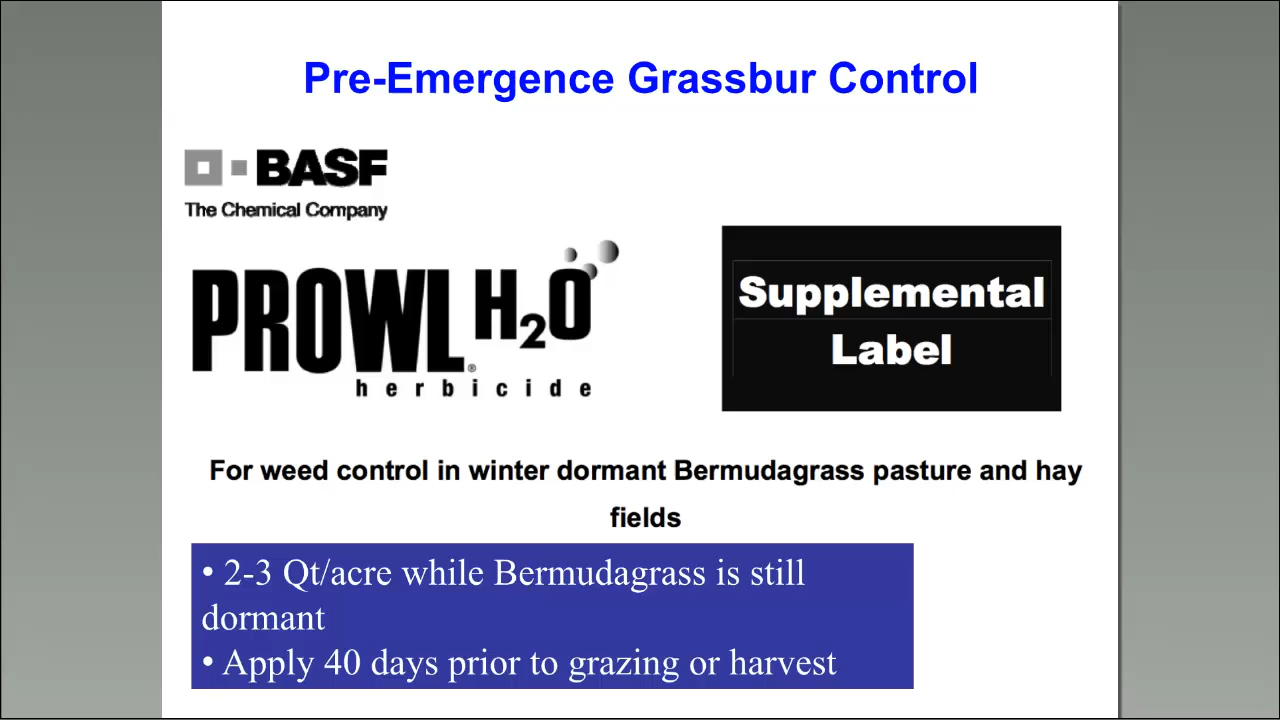 Pre-Emergence Grassbur Control
BASF
The Chemical Company
PROWL® H2O
herbicide
Supplemental
Label
For weed control in winter dormant Bermudagrass pasture and hay
fields
• 2-3 Qt/acre while Bermudagrass is still
dormant
• Apply 40 days prior to grazing or harvest